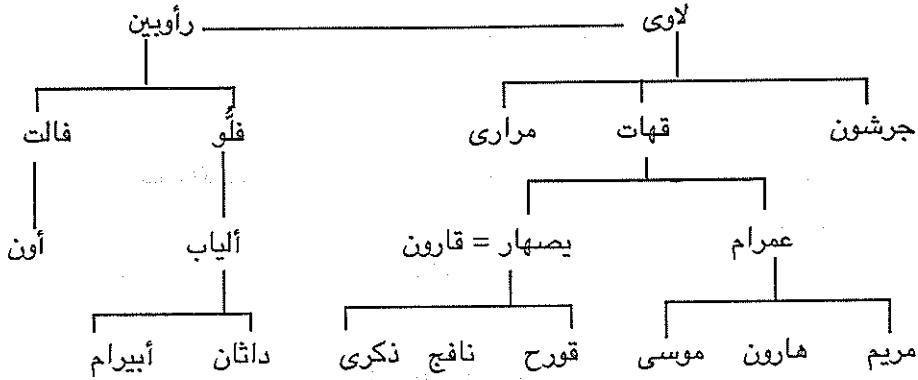 لاوى رأوبين
جرشون قهات مرارى فلُّو فالت
عمرام يصهار = قارون ألياب أون
مريم هارون موسى قورح نافج ذكرى داثان أبيرام